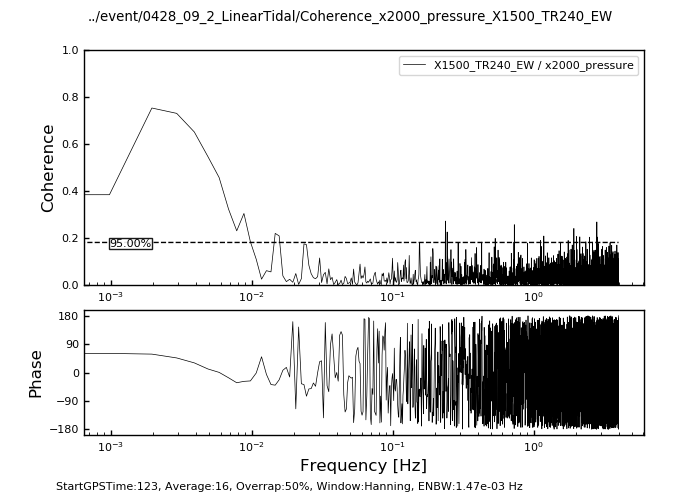 ../event/0428_09_2_LinearTidal/Coherence_x2000_pressure_X1500_TR240_EW
1.0
X1500_TR240_EW / x2000_pressure
0.8
0.6
Coherence
0.4
0.2
95.00%
0.0
10⁻³ 10⁻² 10⁻¹ 10⁰
180
90
Phase
0
−90
−180
10⁻³ 10⁻² 10⁻¹ 10⁰
Frequency [Hz]
StartGPSTime:123, Average:16, Overrap:50%, Window:Hanning, ENBW:1.47e-03 Hz